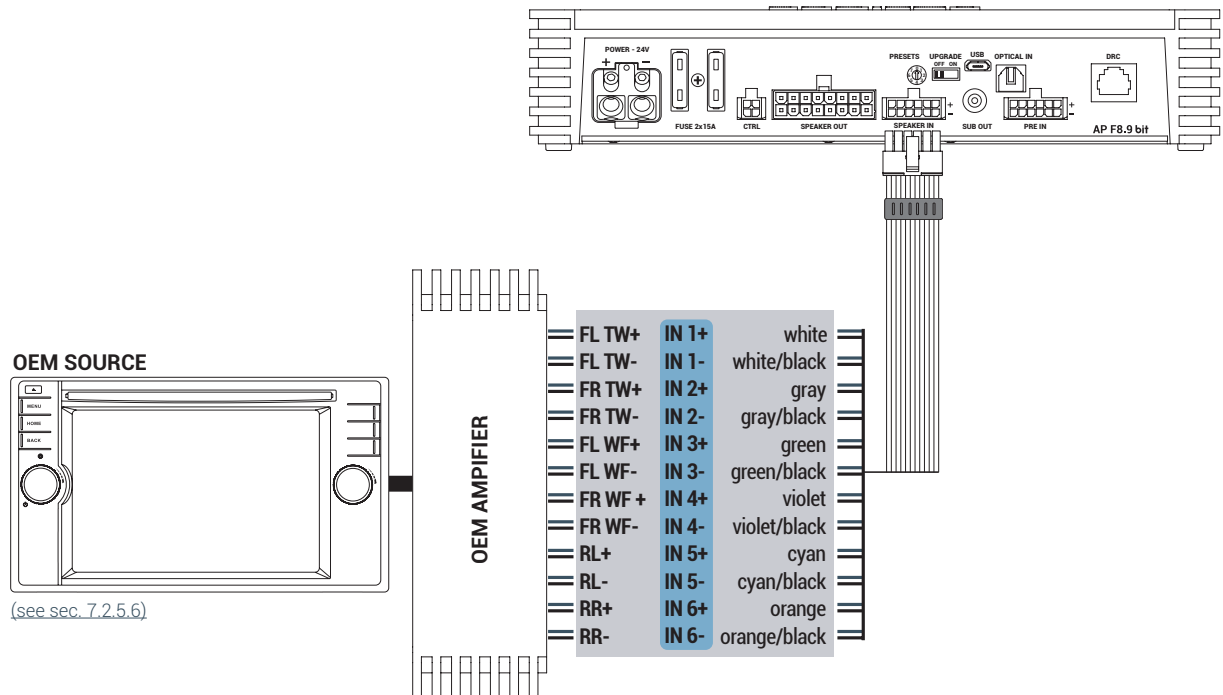 POWER - 24V
+ -
FUSE 2x15A
CTRL
SPEAKER OUT
PRESETS
UPGRADE
OFF ON
USB
OPTICAL IN
DRC
SPEAKER IN
+
-
SUB OUT
PRE IN
+
-
AP F8.9 bit
OEM SOURCE
MENU
HOME
BACK
(see sec. 7.2.5.6)
OEM AMPIFIER
FL TW+ IN 1+ white
FL TW- IN 1- white/black
FR TW+ IN 2+ gray
FR TW- IN 2- gray/black
FL WF+ IN 3+ green
FL WF- IN 3- green/black
FR WF + IN 4+ violet
FR WF- IN 4- violet/black
RL+ IN 5+ cyan
RL- IN 5- cyan/black
RR+ IN 6+ orange
RR- IN 6- orange/black